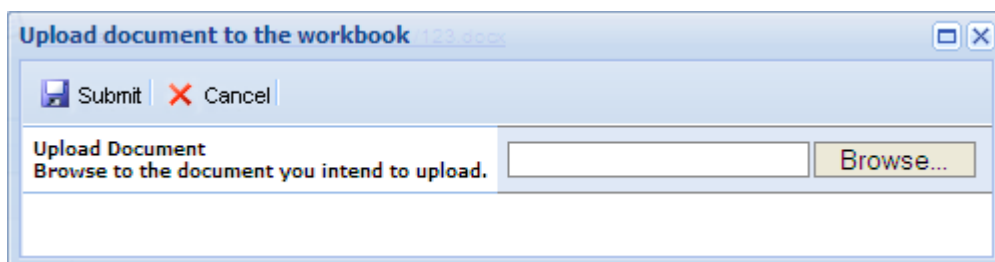 Upload document to the workbook /123.docx
Submit Cancel
Upload Document
Browse to the document you intend to upload. Browse...